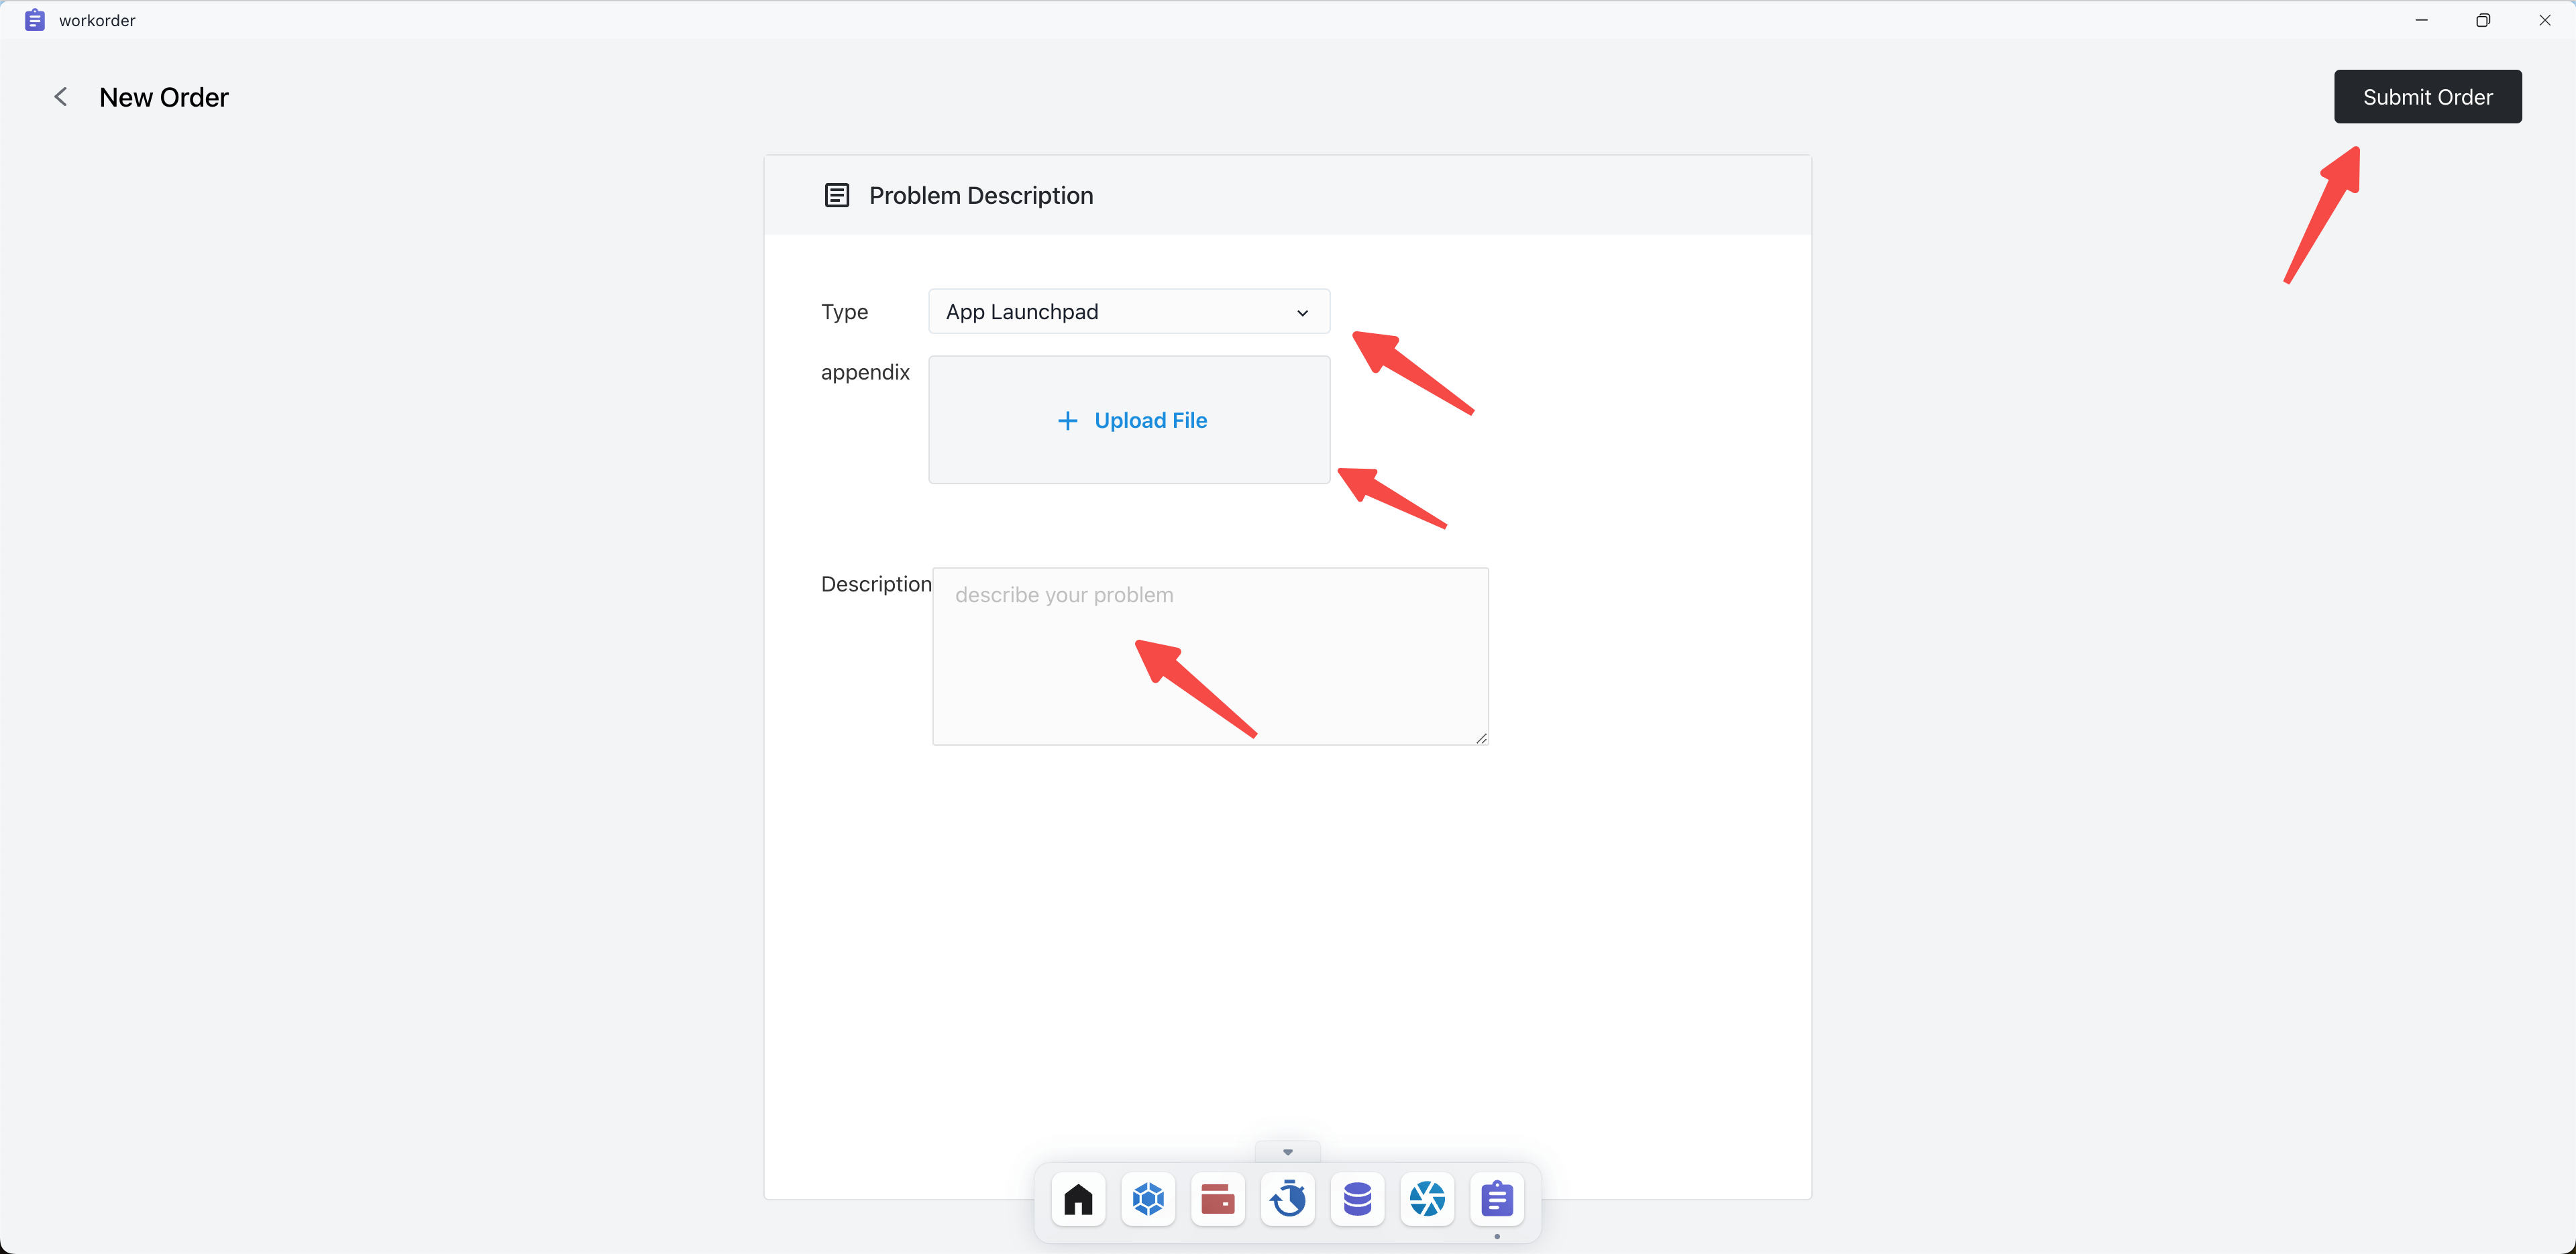 workorder
New Order
Submit Order
Problem Description
Type
App Launchpad
appendix
Upload File
Description
describe your problem